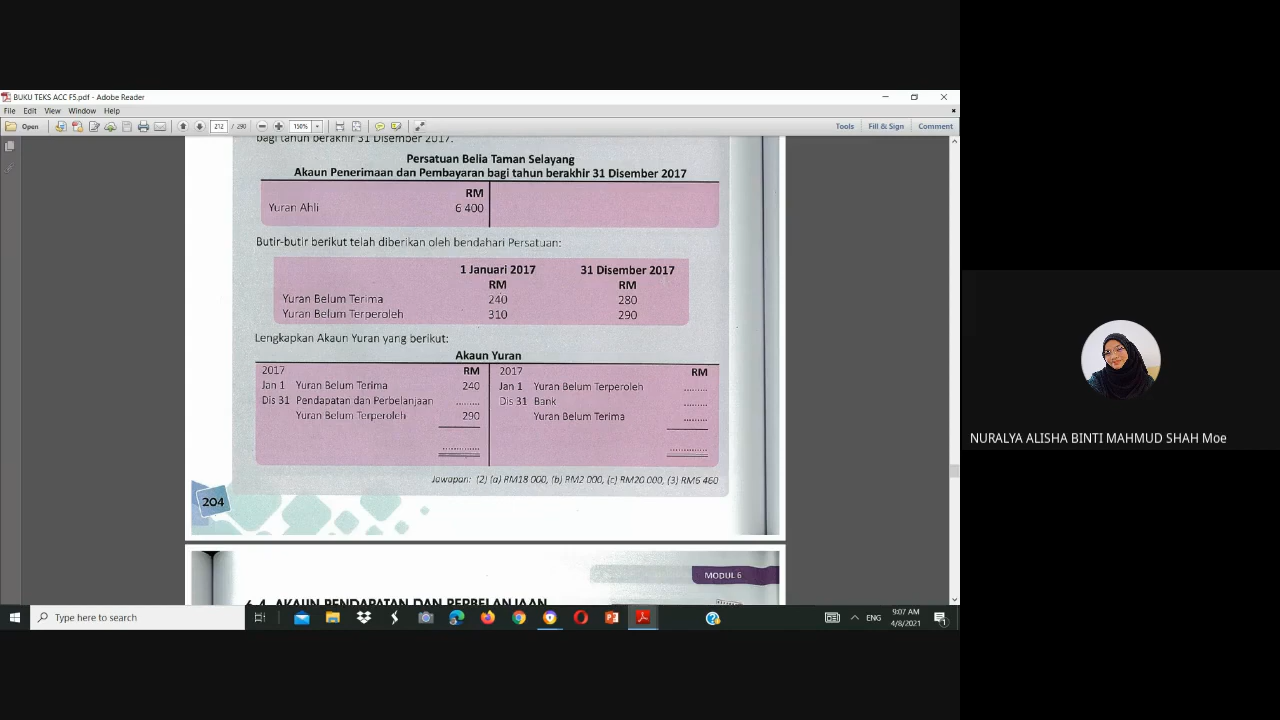 BUKU TEKS ACC F5.pdf - Adobe Reader
File Edit View Window Help
Open 212 / 290 150% Tools Fill & Sign Comment
bagi tahun berakhir 31 Disember 2017.
Persatuan Belia Taman Selayang
Akaun Penerimaan dan Pembayaran bagi tahun berakhir 31 Disember 2017
RM
Yuran Ahli 6 400
Butir-butir berikut telah diberikan oleh bendahari Persatuan:
1 Januari 2017 31 Disember 2017
RM RM
Yuran Belum Terima 240 280
Yuran Belum Terperoleh 310 290
Lengkapkan Akaun Yuran yang berikut:
Akaun Yuran
2017 RM 2017 RM
Jan 1 Yuran Belum Terima 240 Jan 1 Yuran Belum Terperoleh .........
Dis 31 Pendapatan dan Perbelanjaan ......... Dis 31 Bank .........
Yuran Belum Terperoleh 290 Yuran Belum Terima .........
............. .............
Jawapan: (2) (a) RM18 000, (b) RM2 000, (c) RM20 000, (3) RM6 460
204
MODUL 6
6.4 AKAUN PENDAPATAN DAN PERBELANJAAN
NURALYA ALISHA BINTI MAHMUD SHAH Moe
Type here to search
ENG
9:07 AM
4/8/2021